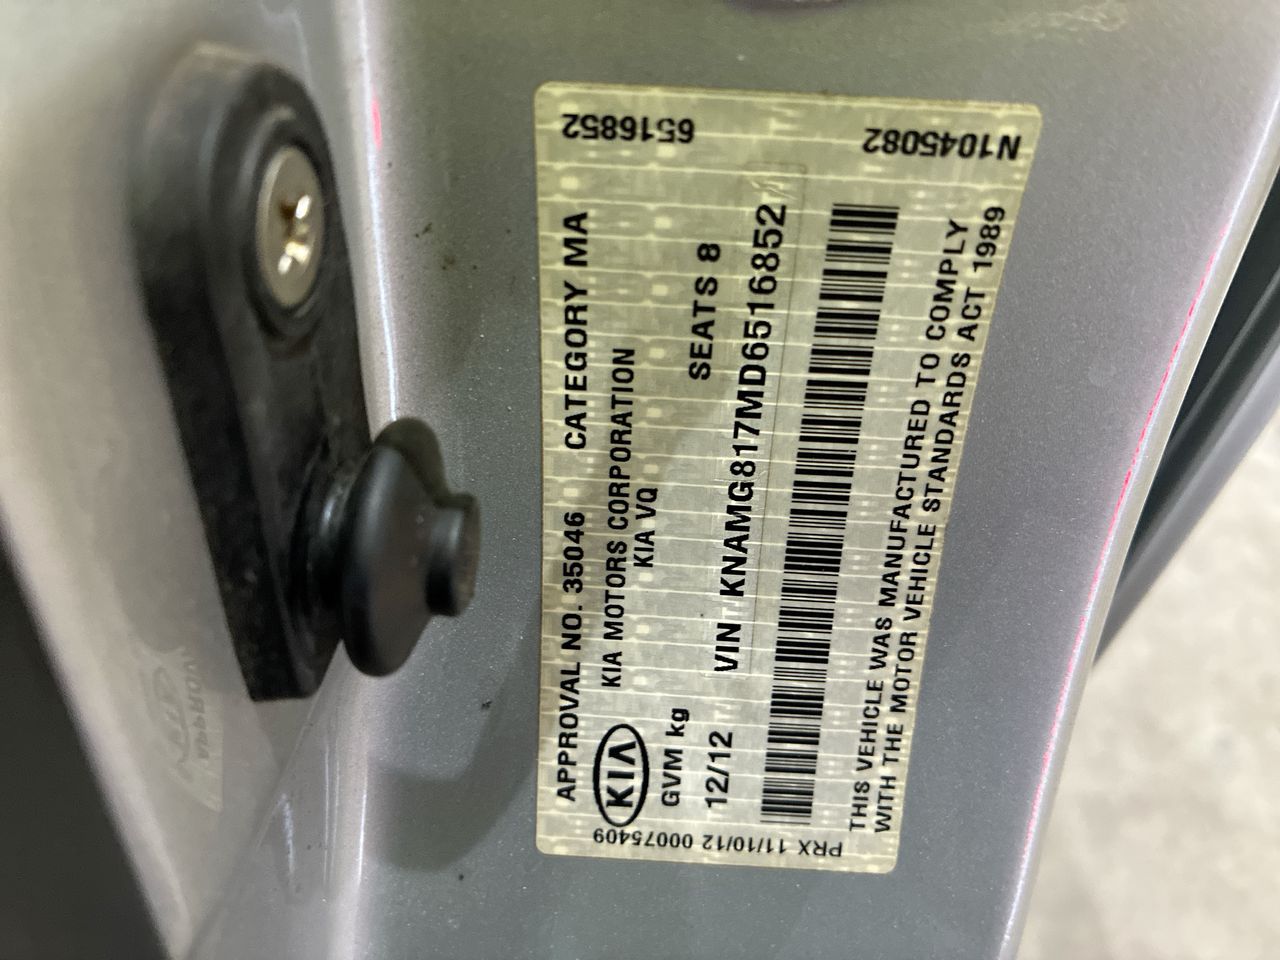 APPROVAL NO. 35046 CATEGORY MA
KIA MOTORS CORPORATION
KIA VQ
KIA
GVM kg SEATS 8
12/12 VIN KNAMG817MD6516852
THIS VEHICLE WAS MANUFACTURED TO COMPLY
WITH THE MOTOR VEHICLE STANDARDS ACT 1989
6516852
N1045082
PRX 11/10/12 00075409